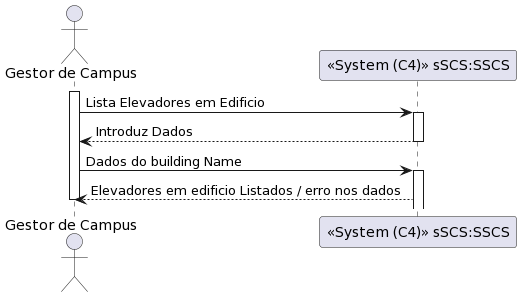 Gestor de Campus
«System (C4)» sSCS:SSCS
Lista Elevadores em Edificio
Introduz Dados
Dados do building Name
Elevadores em edificio Listados / erro nos dados
Gestor de Campus
«System (C4)» sSCS:SSCS